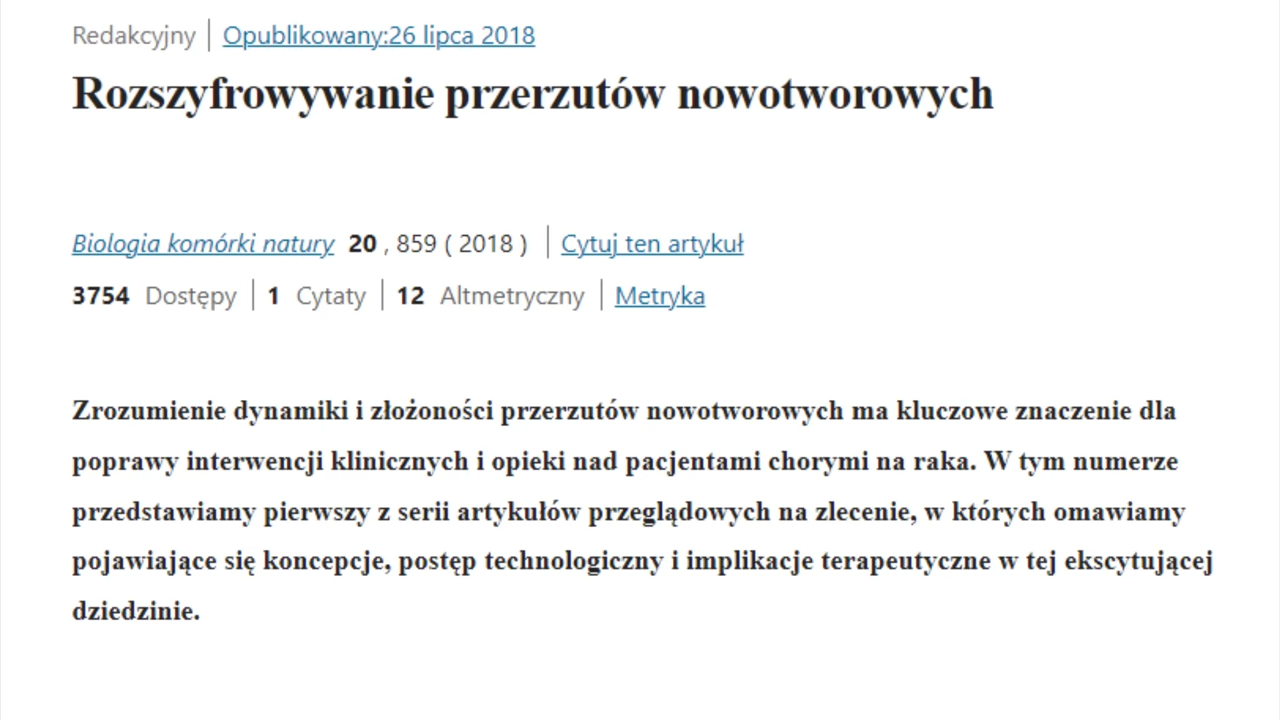 Redakcyjny | Opublikowany:26 lipca 2018
Rozszyfrowywanie przerzutów nowotworowych
Biologia komórki natury 20 , 859 ( 2018 ) | Cytuj ten artykuł
3754 Dostępy | 1 Cytaty | 12 Altmetryczny | Metryka
Zrozumienie dynamiki i złożoności przerzutów nowotworowych ma kluczowe znaczenie dla
poprawy interwencji klinicznych i opieki nad pacjentami chorymi na raka. W tym numerze
przedstawiamy pierwszy z serii artykułów przeglądowych na zlecenie, w których omawiamy
pojawiające się koncepcje, postęp technologiczny i implikacje terapeutyczne w tej ekscytującej
dziedzinie.